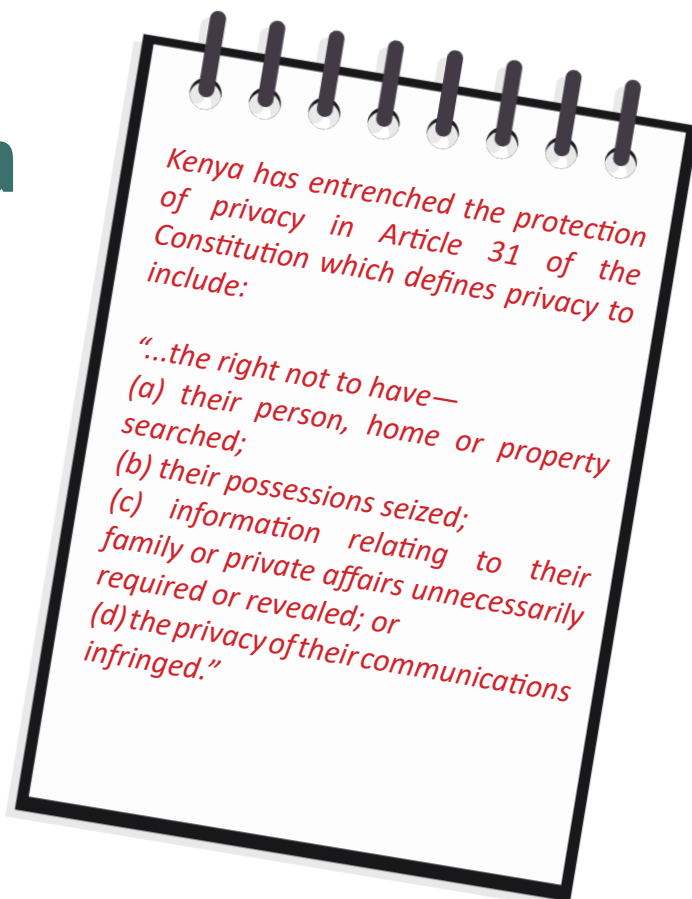 Kenya has entrenched the protection
of privacy in Article 31 of the
Constitution which defines privacy to
include:
“...the right not to have—
(a) their person, home or property
searched;
(b) their possessions seized;
(c) information relating to their
family or private affairs unnecessarily
required or revealed; or
(d) the privacy of their communications
infringed.”